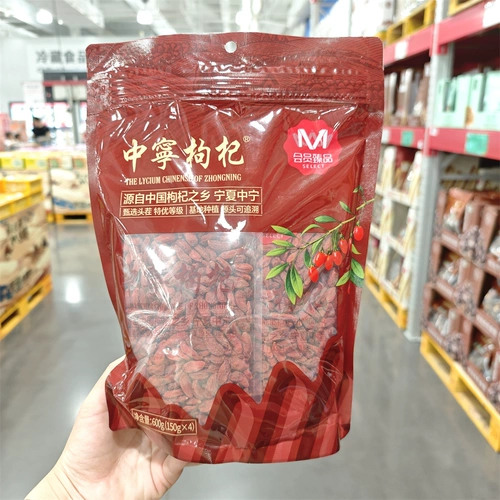 冷藏食品
中寧枸杞®
M
会员臻品
SELECT
THE LYCIUM CHINENSE OF ZHONGNING
源自中国枸杞之乡 宁夏中宁
甄选头茬 特优等级 | 基地种植 源头可追溯
净含量:600g(150g×4)